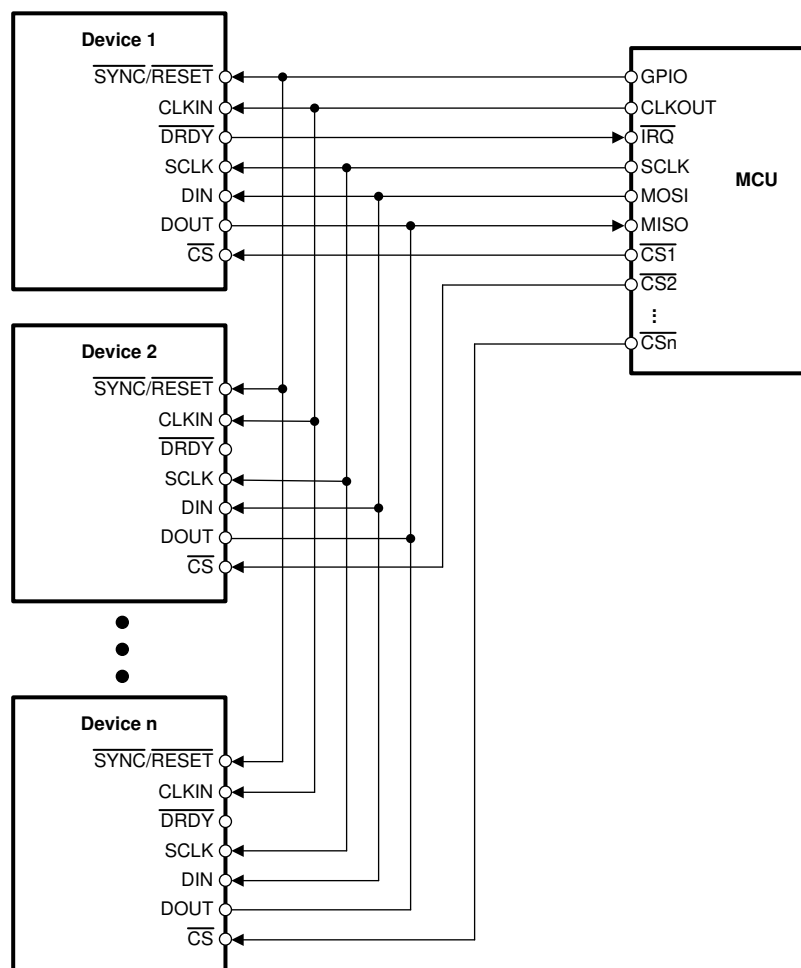 Device 1
SYNC/RESET
CLKIN
DRDY
SCLK
DIN
DOUT
CS
GPIO
CLKOUT
IRQ
SCLK
MOSI
MISO
CS1
CS2
⋮
CSn
MCU
Device 2
SYNC/RESET
CLKIN
DRDY
SCLK
DIN
DOUT
CS
Device n
SYNC/RESET
CLKIN
DRDY
SCLK
DIN
DOUT
CS